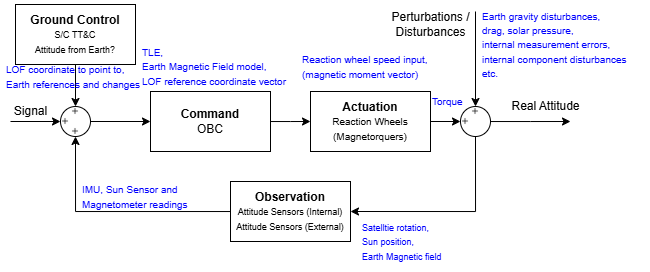 Ground Control
S/C TT&C
Attitude from Earth?
LOF coordinate to point to,
Earth references and changes
TLE,
Earth Magnetic Field model,
LOF reference coordinate vector
Reaction wheel speed input,
(magnetic moment vector)
Perturbations /
Disturbances
Earth gravity disturbances,
drag, solar pressure,
internal measurement errors,
internal component disturbances
etc.
Signal
+
+
+
Command
OBC
Actuation
Reaction Wheels
(Magnetorquers)
Torque
+
+
Real Attitude
IMU, Sun Sensor and
Magnetometer readings
Observation
Attitude Sensors (Internal)
Attitude Sensors (External)
Satelltie rotation,
Sun position,
Earth Magnetic field